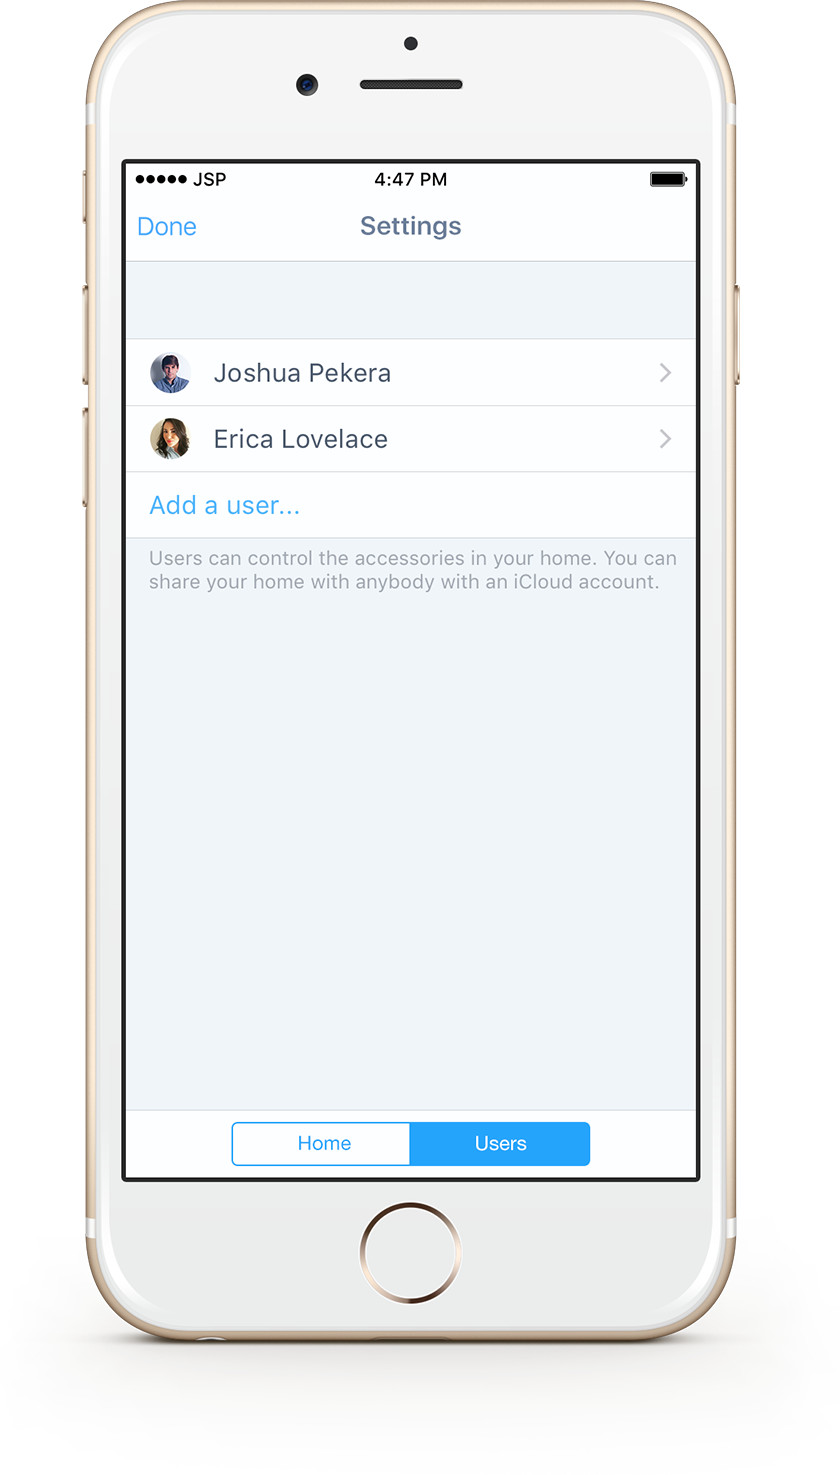 JSP 4:47 PM
Done Settings
Joshua Pekera
Erica Lovelace
Add a user...
Users can control the accessories in your home. You can
share your home with anybody with an iCloud account.
Home Users